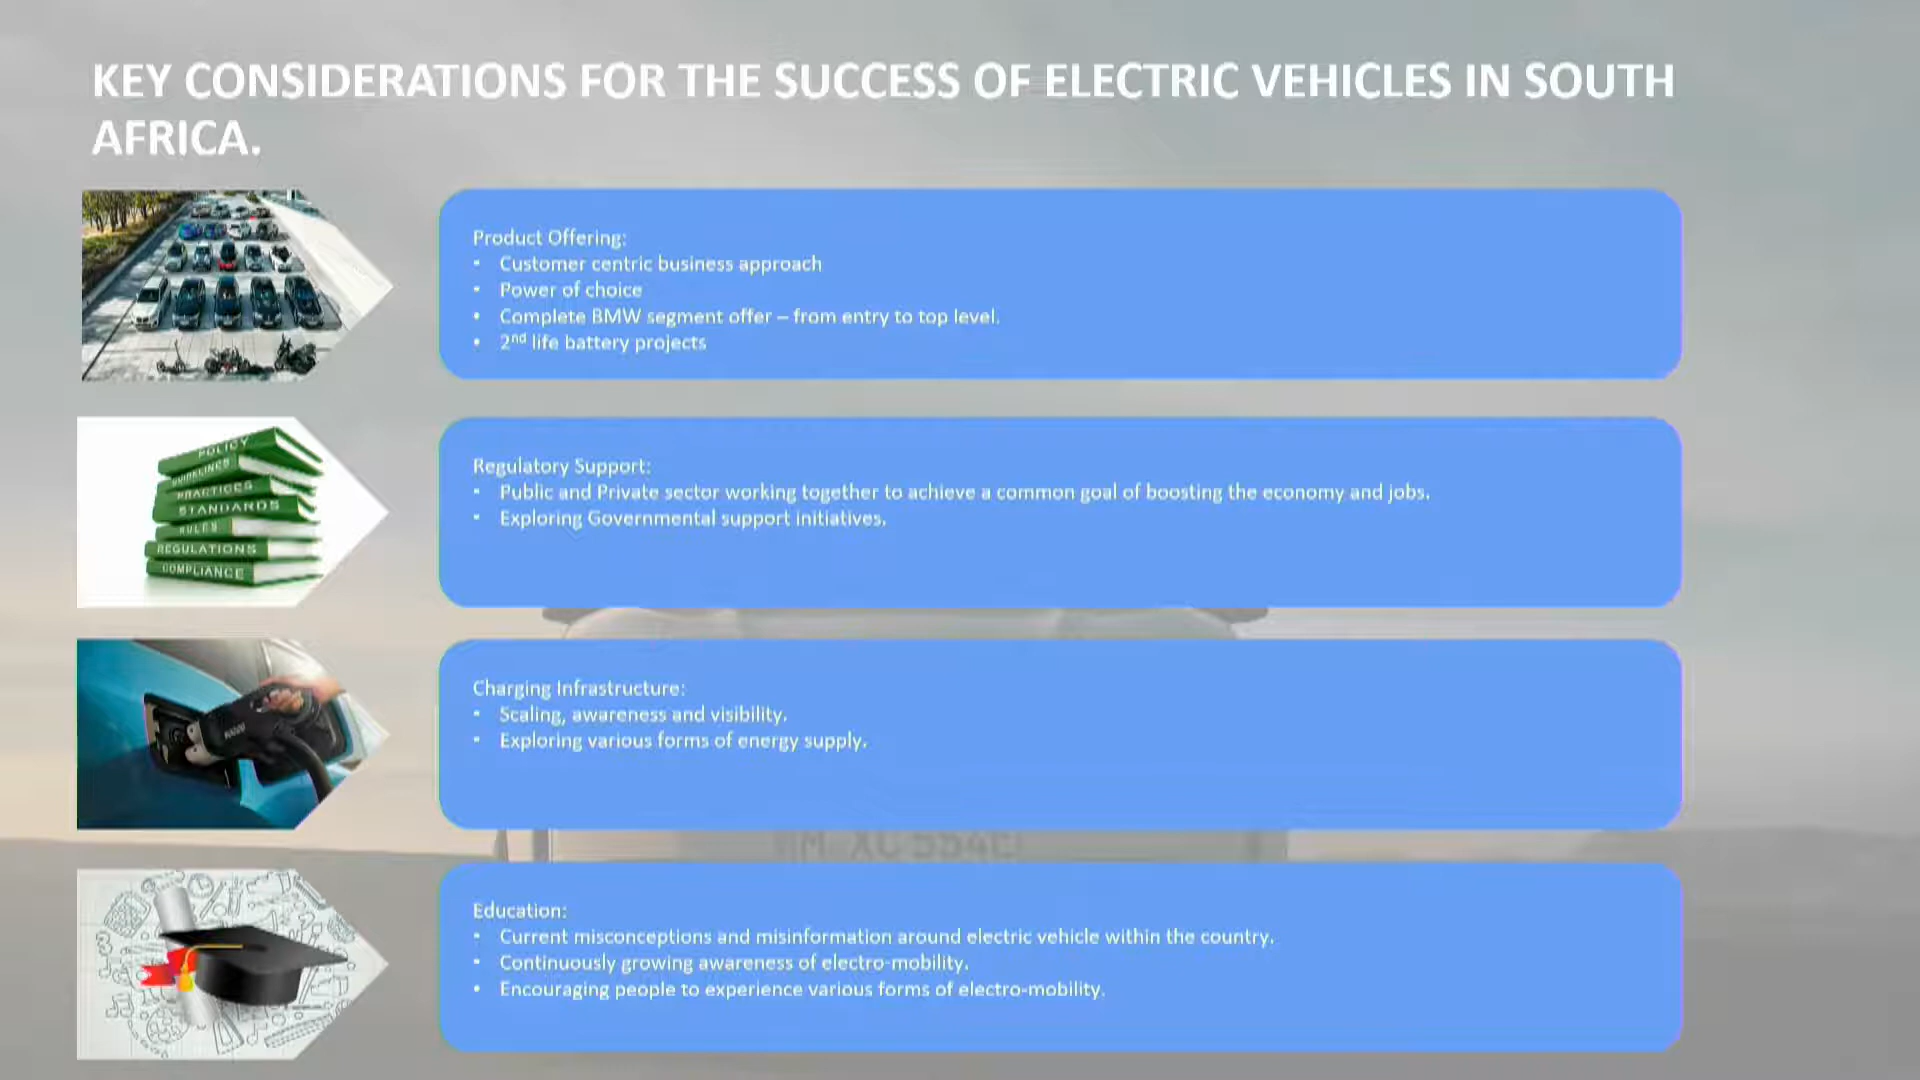 KEY CONSIDERATIONS FOR THE SUCCESS OF ELECTRIC VEHICLES IN SOUTH
AFRICA.
Product Offering:
• Customer centric business approach
• Power of choice
• Complete BMW segment offer – from entry to top level.
• 2nd life battery projects
POLICY
GUIDELINES
PRACTICES
STANDARDS
RULES
REGULATIONS
COMPLIANCE
Regulatory Support:
• Public and Private sector working together to achieve a common goal of boosting the economy and jobs.
• Exploring Governmental support initiatives.
Charging Infrastructure:
• Scaling, awareness and visibility.
• Exploring various forms of energy supply.
Education:
• Current misconceptions and misinformation around electric vehicle within the country.
• Continuously growing awareness of electro-mobility.
• Encouraging people to experience various forms of electro-mobility.